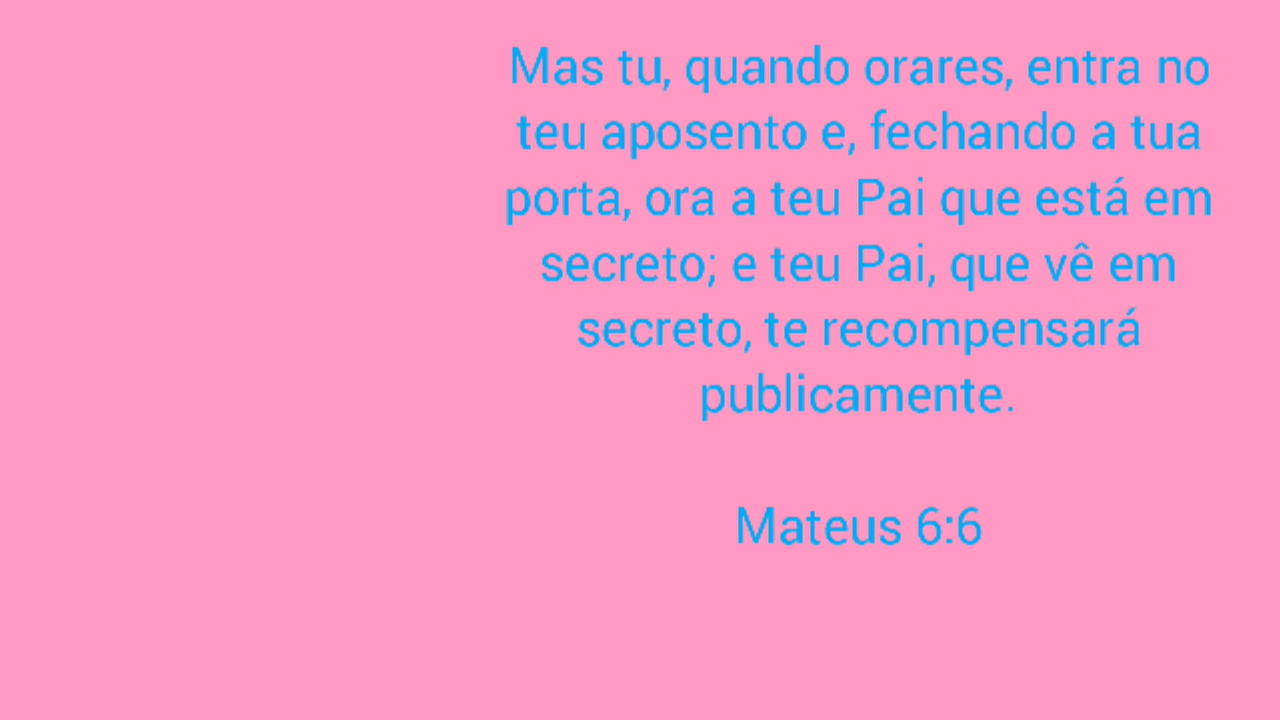 Mas tu, quando orares, entra no
teu aposento e, fechando a tua
porta, ora a teu Pai que está em
secreto; e teu Pai, que vê em
secreto, te recompensará
publicamente.
Mateus 6:6